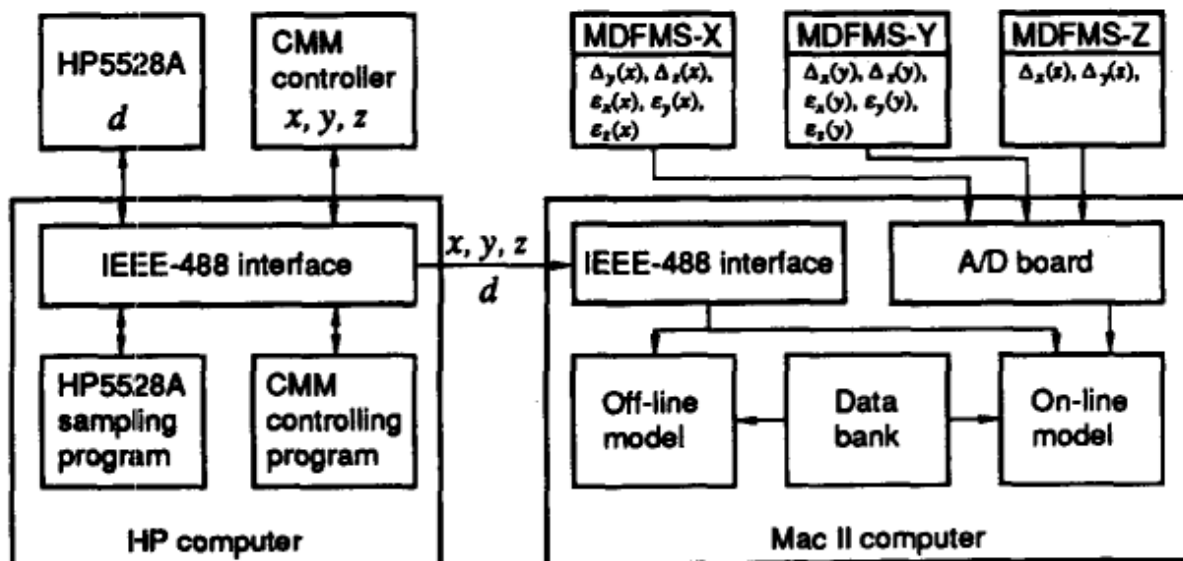 HP5528A
d
CMM
controller
x, y, z
MDFMS-X
Δy(x), Δz(x),
εx(x), εy(x),
εz(x)
MDFMS-Y
Δx(y), Δz(y),
εx(y), εy(y),
εz(y)
MDFMS-Z
Δx(z), Δy(z),
IEEE-488 interface
x, y, z
d
IEEE-488 interface
A/D board
HP5528A
sampling
program
CMM
controlling
program
Off-line
model
Data
bank
On-line
model
HP computer
Mac II computer